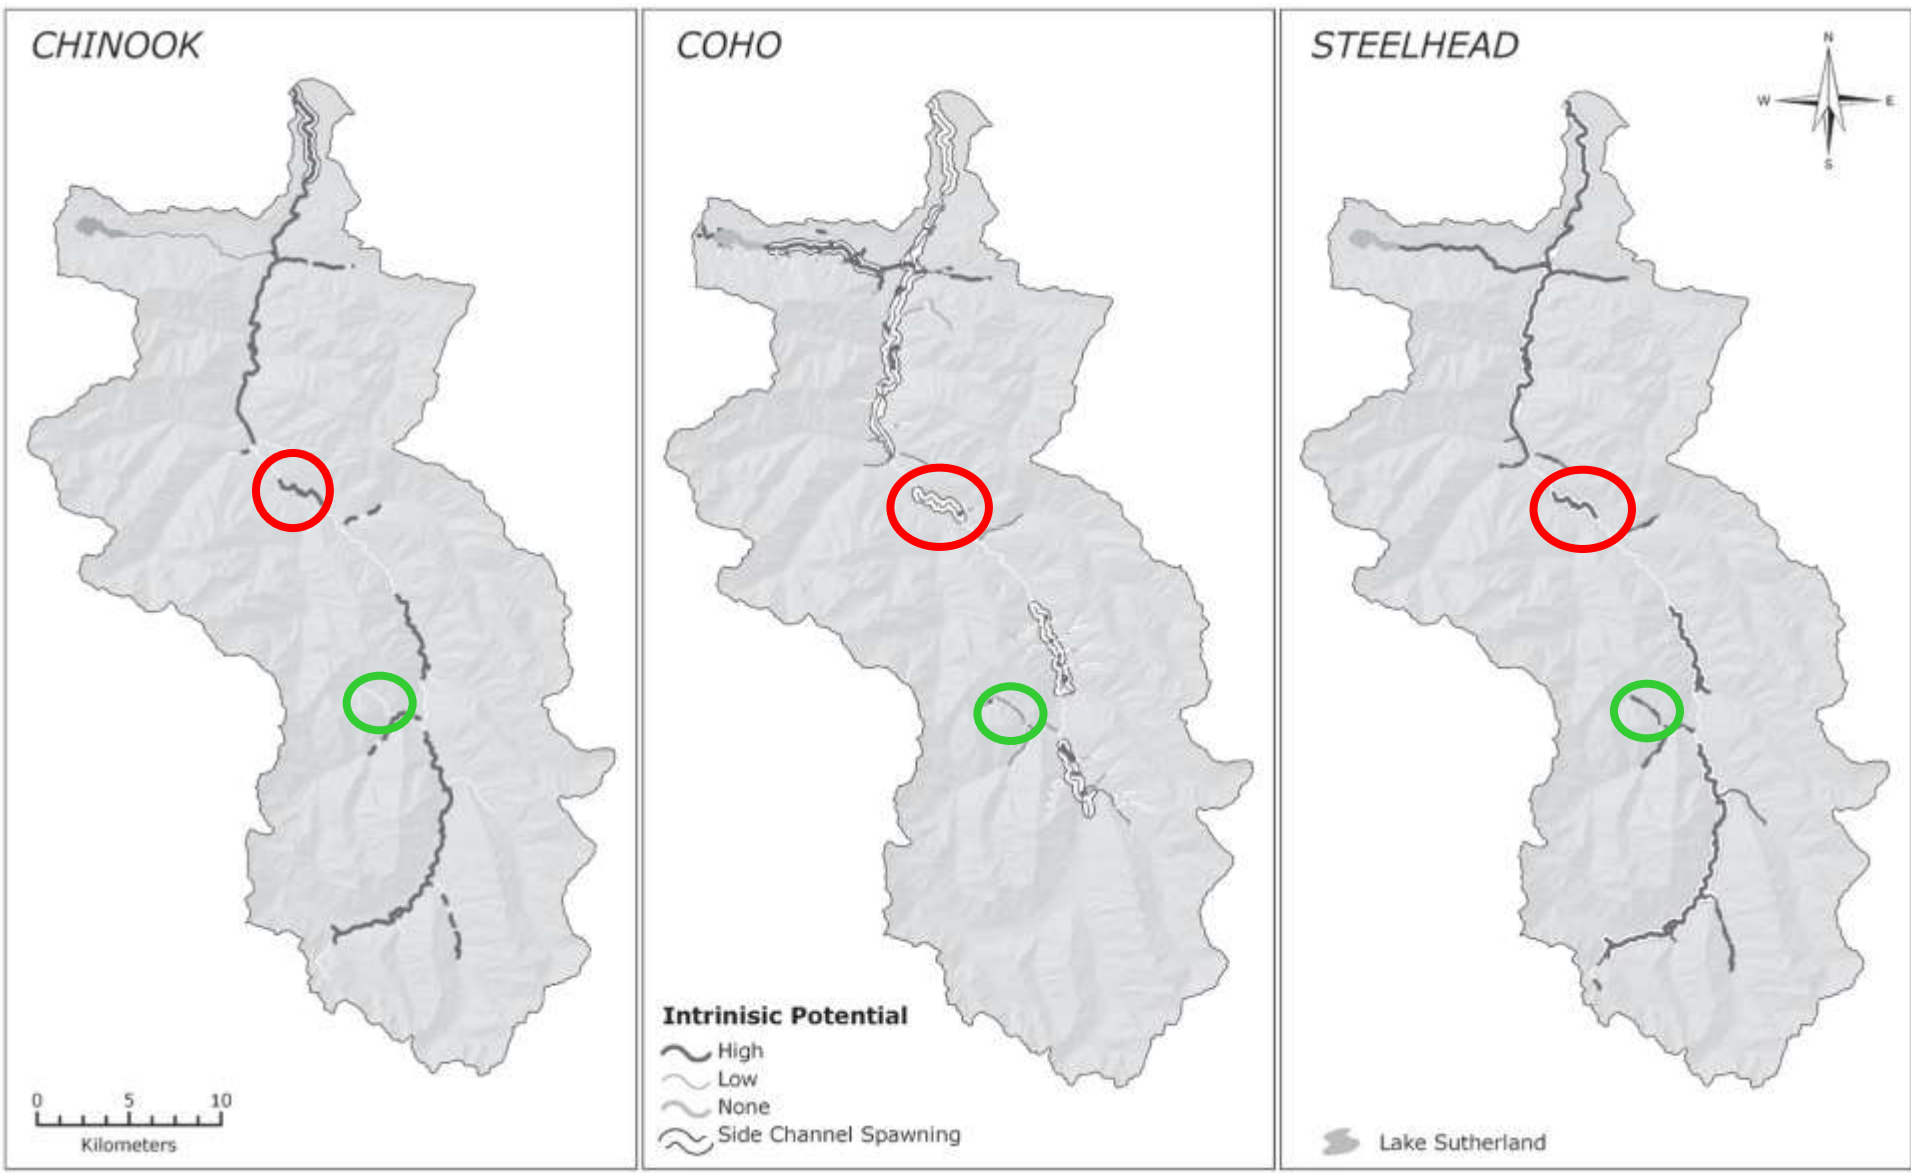 CHINOOK
COHO
STEELHEAD
N
W
E
S
Intrinisic Potential
High
Low
None
Side Channel Spawning
0 5 10
Kilometers
Lake Sutherland